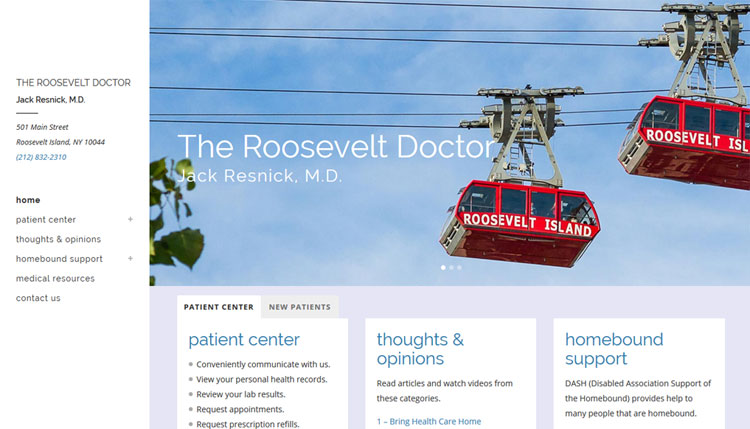 THE ROOSEVELT DOCTOR
Jack Resnick, M.D.
501 Main Street
Roosevelt Island, NY 10044
(212) 832-2310
home
patient center +
thoughts & opinions
homebound support +
medical resources
contact us
The Roosevelt Doctor
Jack Resnick, M.D.
ROOSEVELT ISLAND
ROOSEVELT ISL
PATIENT CENTER
NEW PATIENTS
patient center
Conveniently communicate with us.
View your personal health records.
Review your lab results.
Request appointments.
Request prescription refills.
thoughts &
opinions
Read articles and watch videos from
these categories.
1 – Bring Health Care Home
homebound
support
DASH (Disabled Association Support of
the Homebound) provides help to
many people that are homebound.